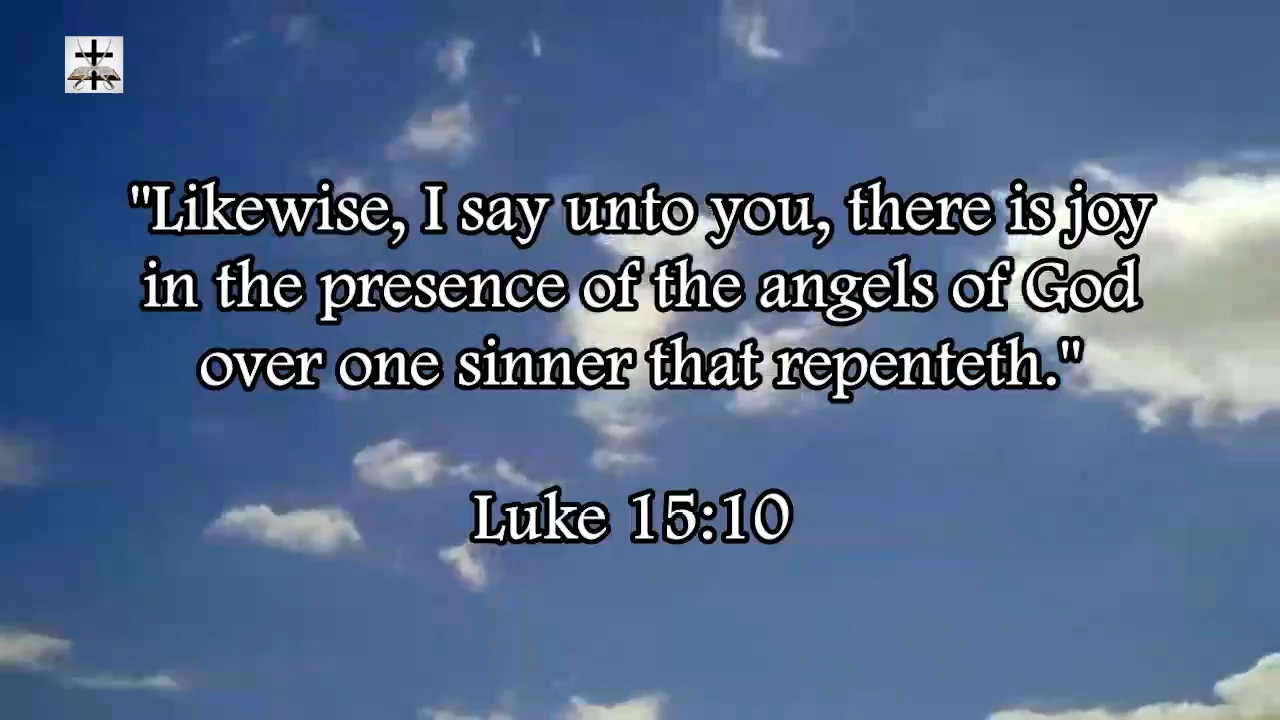 "Likewise, I say unto you, there is joy
in the presence of the angels of God
over one sinner that repenteth."
Luke 15:10